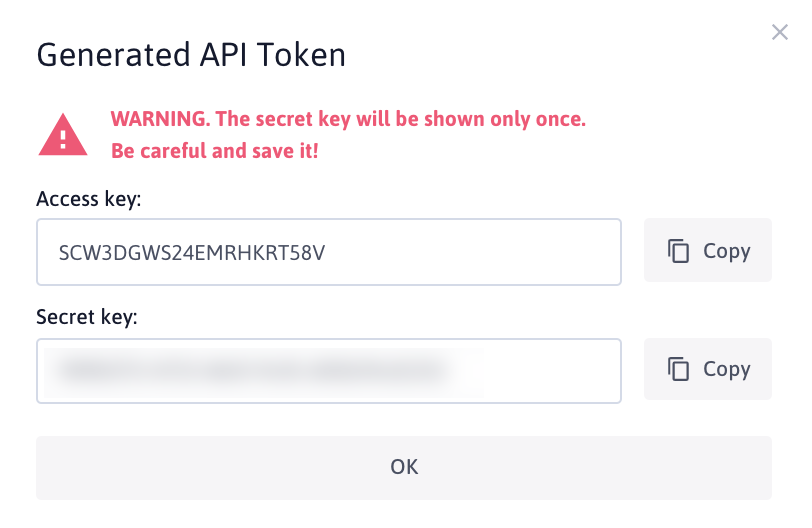 Generated API Token
WARNING. The secret key will be shown only once.
Be careful and save it!
Access key:
SCW3DGWS24EMRHKRT58V
Copy
Secret key:
Copy
OK